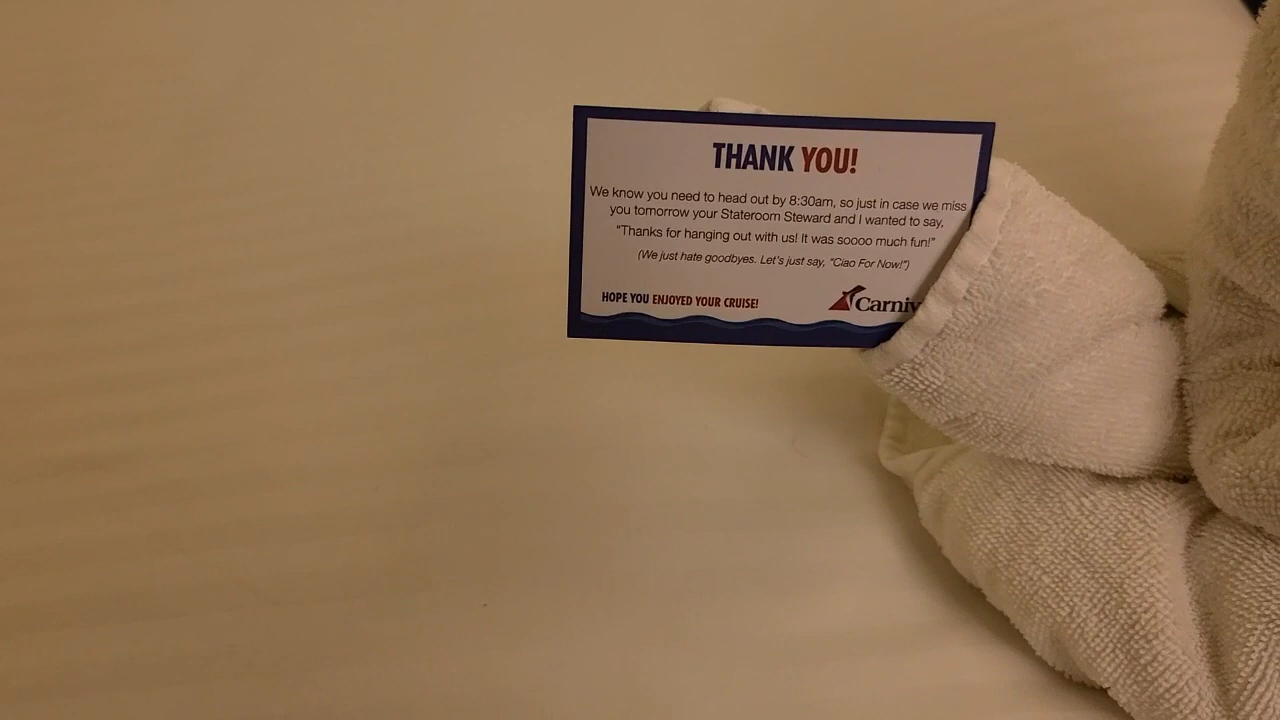 THANK YOU!
We know you need to head out by 8:30am, so just in case we miss
you tomorrow your Stateroom Steward and I wanted to say,
"Thanks for hanging out with us! It was soooo much fun!"
(We just hate goodbyes. Let's just say, "Ciao For Now!")
HOPE YOU ENJOYED YOUR CRUISE!
Carniv